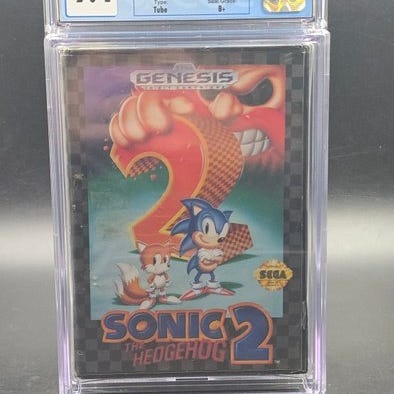 Type:
Tube
Seal Grade:
B+
GENESIS
2
SEGA
SONIC
THE
HEDGEHOG
2